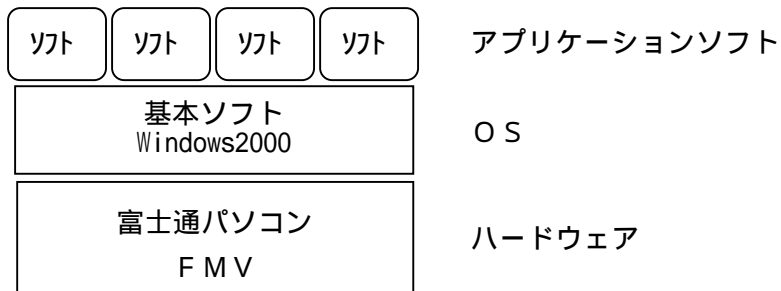 ｿﾌﾄ ｿﾌﾄ ｿﾌﾄ ｿﾌﾄ アプリケーションソフト
基本ソフト
Windows2000
ＯＳ
富士通パソコン
ＦＭＶ
ハードウェア